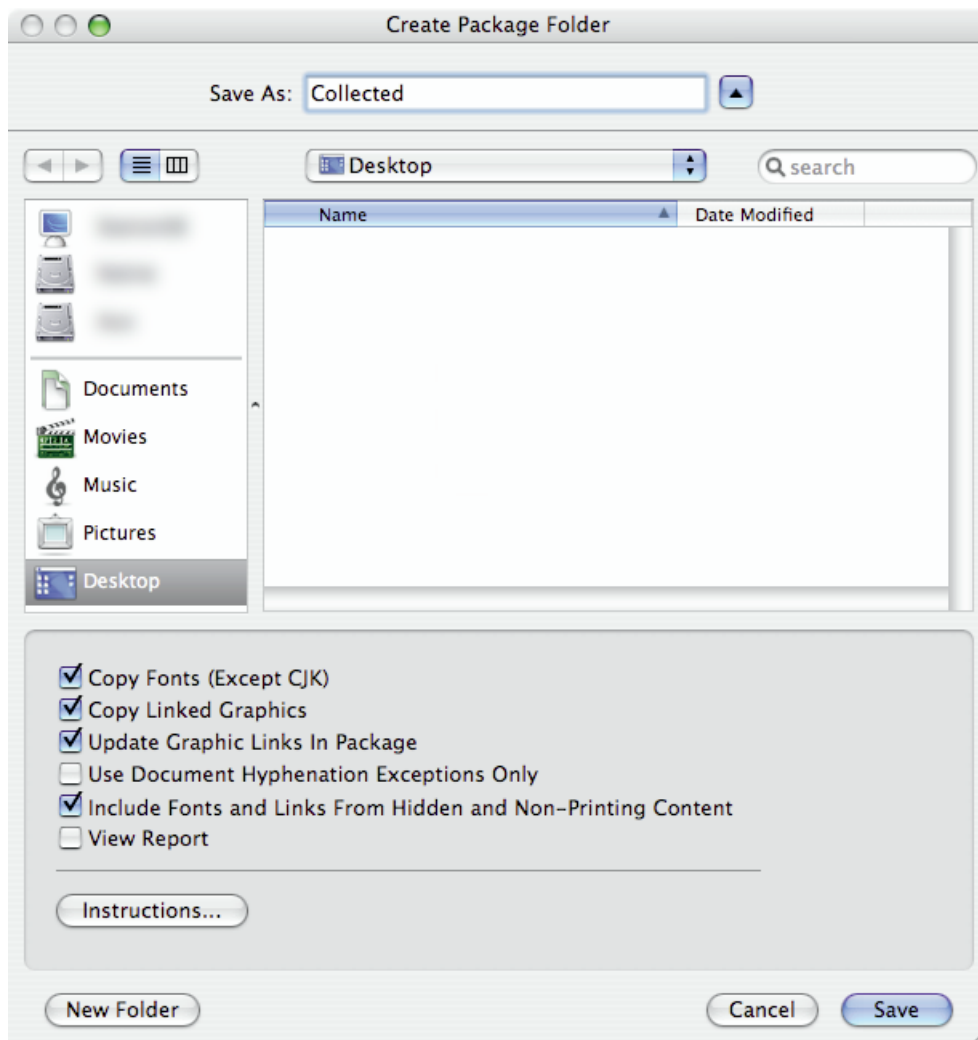 Create Package Folder
Save As: Collected
Desktop
search
Name Date Modified
Documents
Movies
Music
Pictures
Desktop
Copy Fonts (Except CJK)
Copy Linked Graphics
Update Graphic Links In Package
Use Document Hyphenation Exceptions Only
Include Fonts and Links From Hidden and Non-Printing Content
View Report
Instructions...
New Folder Cancel Save